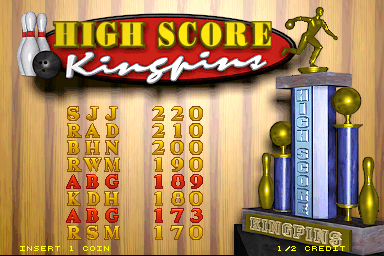 HIGH SCORE
Kingpins
SJJ 220
RAD 210
BHN 200
RWM 190
ABG 189
KDH 180
ABG 173
RSM 170
HIGH SCORE
KINGPINS
INSERT 1 COIN
1/2 CREDIT